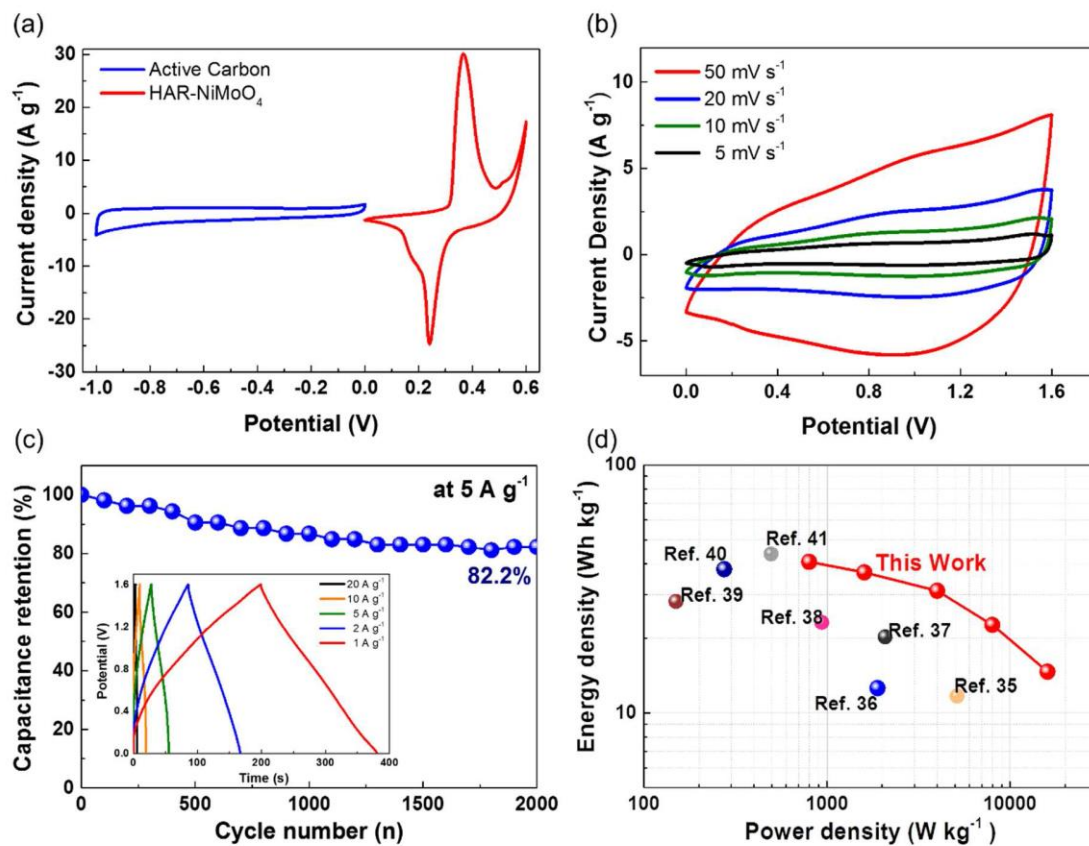 (a)
30
20
10
0
-10
-20
-30
Current density (A g⁻¹)
Active Carbon
HAR-NiMoO₄
-1.0 -0.8 -0.6 -0.4 -0.2 0.0 0.2 0.4 0.6
Potential (V)
(b)
10
5
0
-5
Current Density (A g⁻¹)
50 mV s⁻¹
20 mV s⁻¹
10 mV s⁻¹
5 mV s⁻¹
0.0 0.4 0.8 1.2 1.6
Potential (V)
(c)
100
80
60
40
20
0
Capacitance retention (%)
at 5 A g⁻¹
82.2%
1.6
1.2
0.8
0.4
0.0
Potential (V)
20 A g⁻¹
10 A g⁻¹
5 A g⁻¹
2 A g⁻¹
1 A g⁻¹
0 100 200 300 400
Time (s)
0 500 1000 1500 2000
Cycle number (n)
(d)
100
10
Energy density (Wh kg⁻¹)
Ref. 41
Ref. 40
This Work
Ref. 39
Ref. 38
Ref. 37
Ref. 36
Ref. 35
100 1000 10000
Power density (W kg⁻¹)